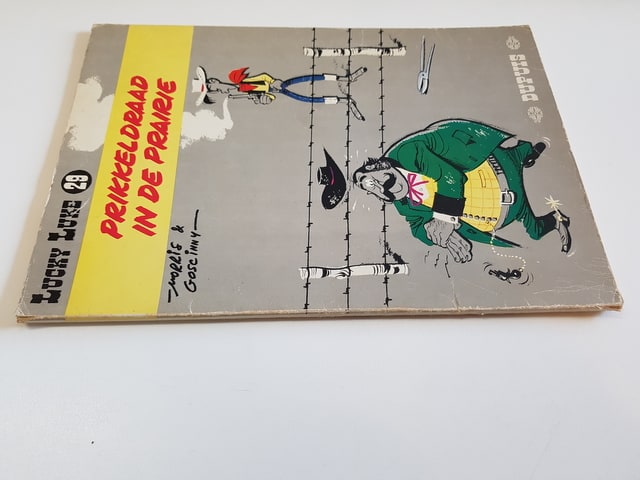 LUCKY LUKE 29
PRIKKELDRAAD
IN DE PRAIRIE
MORRIS &
GOSCINNY
DUPUIS